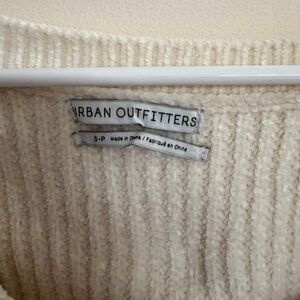 URBAN OUTFITTERS
S-P Made in China / Fabriqué en Chine